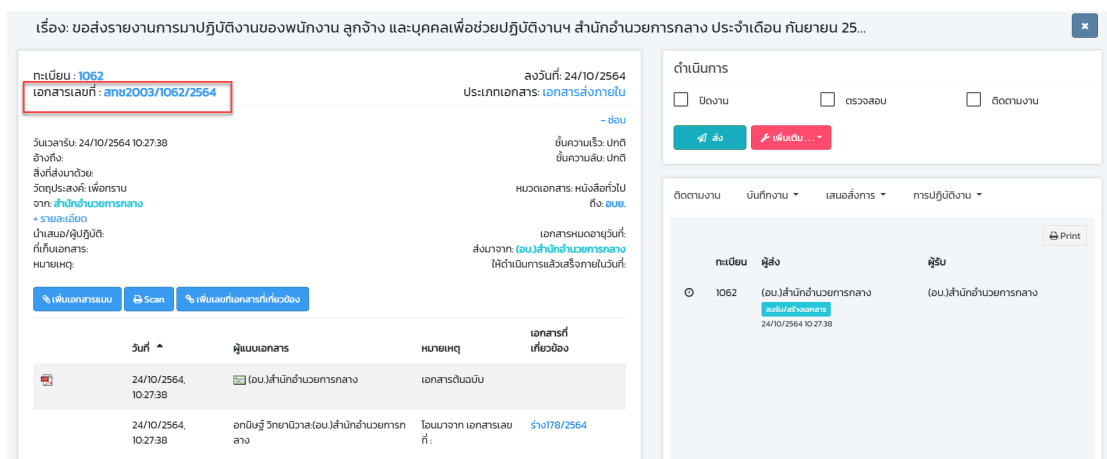 เรื่อง: ขอส่งรายงานการมาปฏิบัติงานของพนักงาน ลูกจ้าง และบุคคลเพื่อช่วยปฏิบัติงานฯ สำนักอำนวยการกลาง ประจำเดือน กันยายน 25...
×
ทะเบียน : 1062
ลงวันที่: 24/10/2564
เอกสารเลขที่ : สทช2003/1062/2564
ประเภทเอกสาร: เอกสารส่งภายใน
- ซ่อน
วันเวลารับ: 24/10/2564 10:27:38
ชั้นความเร็ว: ปกติ
อ้างถึง:
ชั้นความลับ: ปกติ
สิ่งที่ส่งมาด้วย:
วัตถุประสงค์: เพื่อทราบ
หมวดเอกสาร: หนังสือทั่วไป
จาก: สำนักอำนวยการกลาง
ถึง: อบย.
+ รายละเอียด
นำเสนอ/ผู้ปฏิบัติ:
เอกสารหมดอายุวันที่:
ที่เก็บเอกสาร:
ส่งมาจาก: (อบ.)สำนักอำนวยการกลาง
หมายเหตุ:
ให้ดำเนินการแล้วเสร็จภายในวันที่:
เพิ่มเอกสารแนบ
Scan
เพิ่มเลขที่เอกสารที่เกี่ยวข้อง
วันที่ ผู้แนบเอกสาร หมายเหตุ เอกสารที่
เกี่ยวข้อง
24/10/2564, (อบ.)สำนักอำนวยการกลาง เอกสารต้นฉบับ
10:27:38
24/10/2564, อกนิษฐ์ วิทยานิวาส:(อบ.)สำนักอำนวยการก โอนมาจาก เอกสารเลข ร่าง178/2564
10:27:38 ลาง ที่ :
ดำเนินการ
ปิดงาน ตรวจสอบ ติดตามงาน
ส่ง
เพิ่มเติม . . .
ติดตามงาน บันทึกงาน เสนอสั่งการ การปฏิบัติงาน
Print
ทะเบียน ผู้ส่ง ผู้รับ
1062 (อบ.)สำนักอำนวยการกลาง (อบ.)สำนักอำนวยการกลาง
ลงรับ/สร้างเอกสาร
24/10/2564 10:27:38